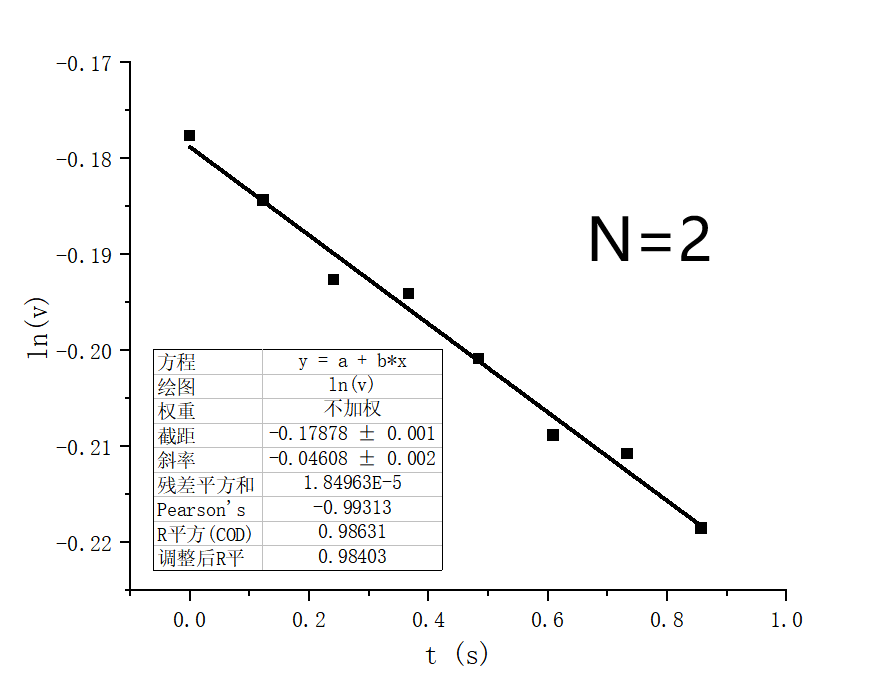 -0.17
-0.18
-0.19
-0.20
-0.21
-0.22
ln(v)
N=2
方程 y = a + b*x
绘图 ln(v)
权重 不加权
截距 -0.17878 ± 0.001
斜率 -0.04608 ± 0.002
残差平方和 1.84963E-5
Pearson's -0.99313
R平方(COD) 0.98631
调整后R平 0.98403
0.0 0.2 0.4 0.6 0.8 1.0
t (s)